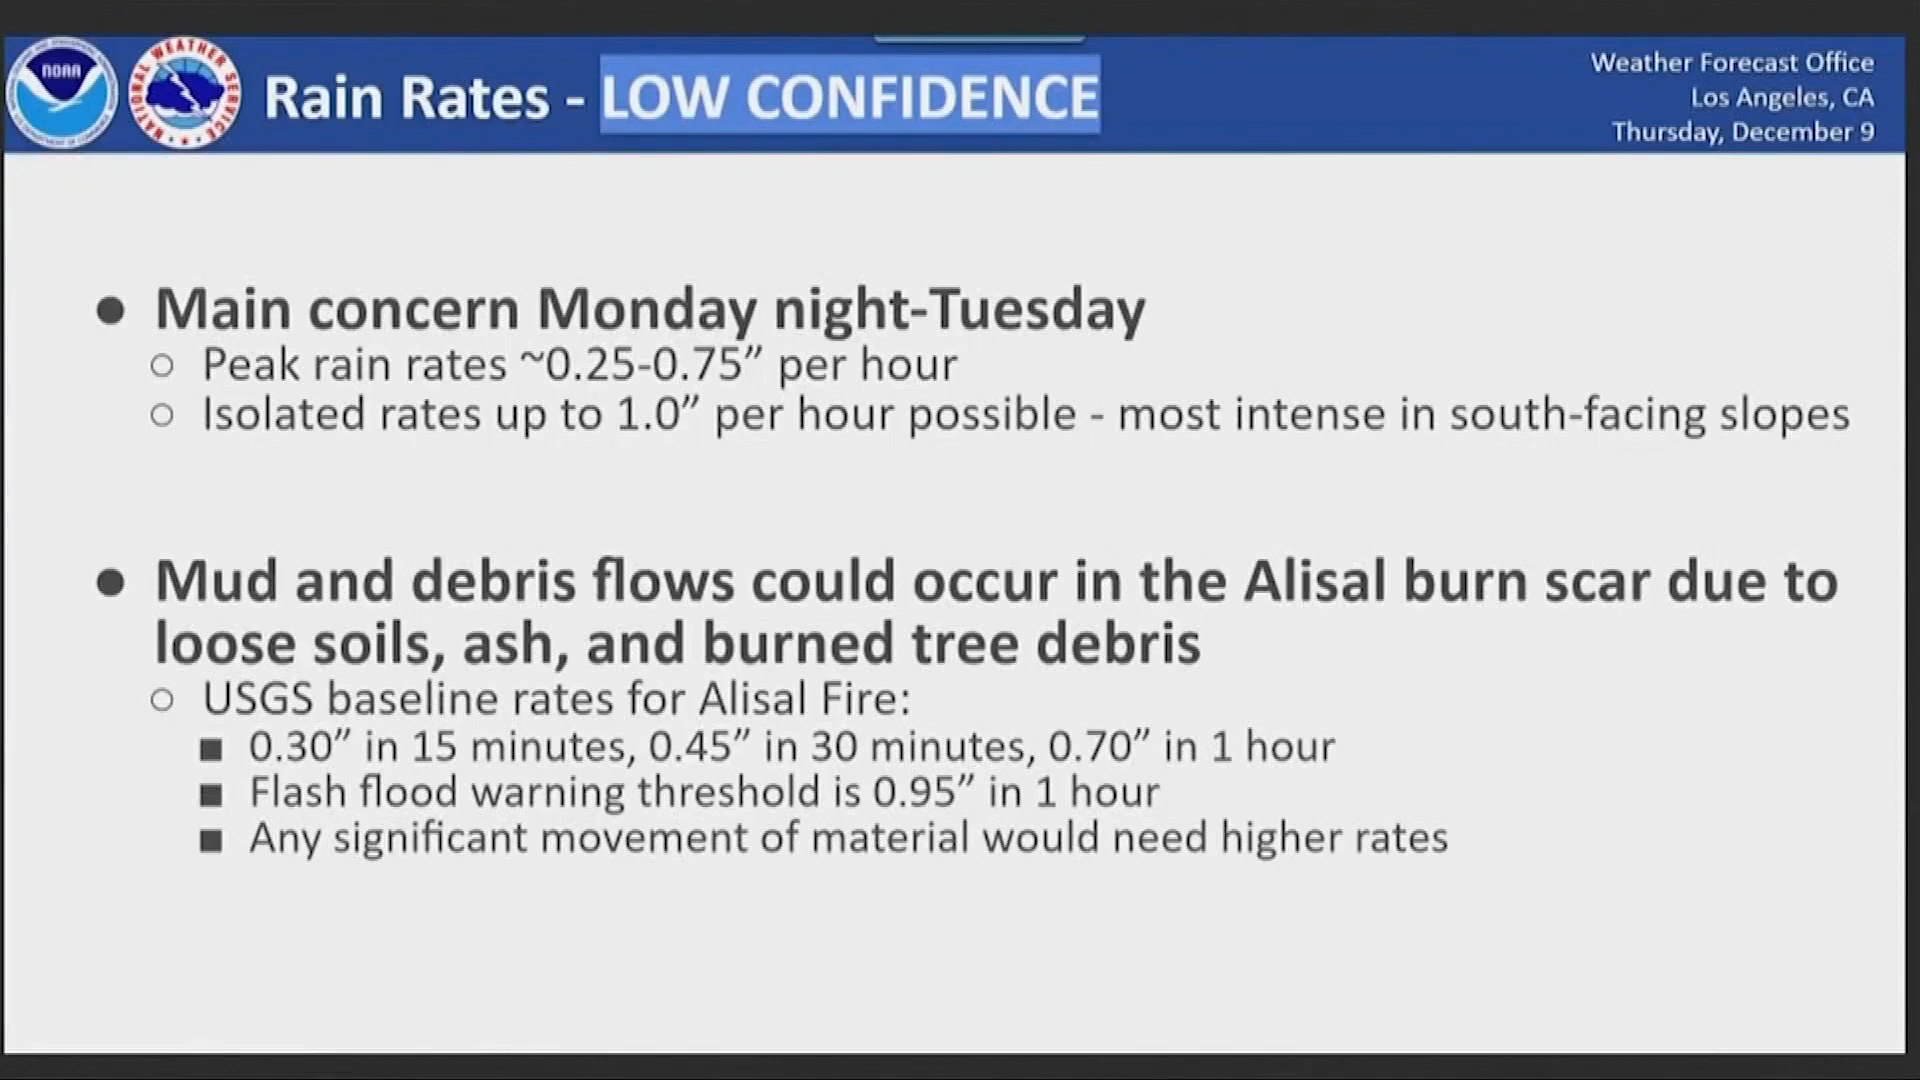 NOAA
NATIONAL WEATHER SERVICE
Rain Rates - LOW CONFIDENCE
Weather Forecast Office
Los Angeles, CA
Thursday, December 9
● Main concern Monday night-Tuesday
○ Peak rain rates ~0.25-0.75” per hour
○ Isolated rates up to 1.0” per hour possible - most intense in south-facing slopes
● Mud and debris flows could occur in the Alisal burn scar due to
loose soils, ash, and burned tree debris
○ USGS baseline rates for Alisal Fire:
■ 0.30” in 15 minutes, 0.45” in 30 minutes, 0.70” in 1 hour
■ Flash flood warning threshold is 0.95” in 1 hour
■ Any significant movement of material would need higher rates